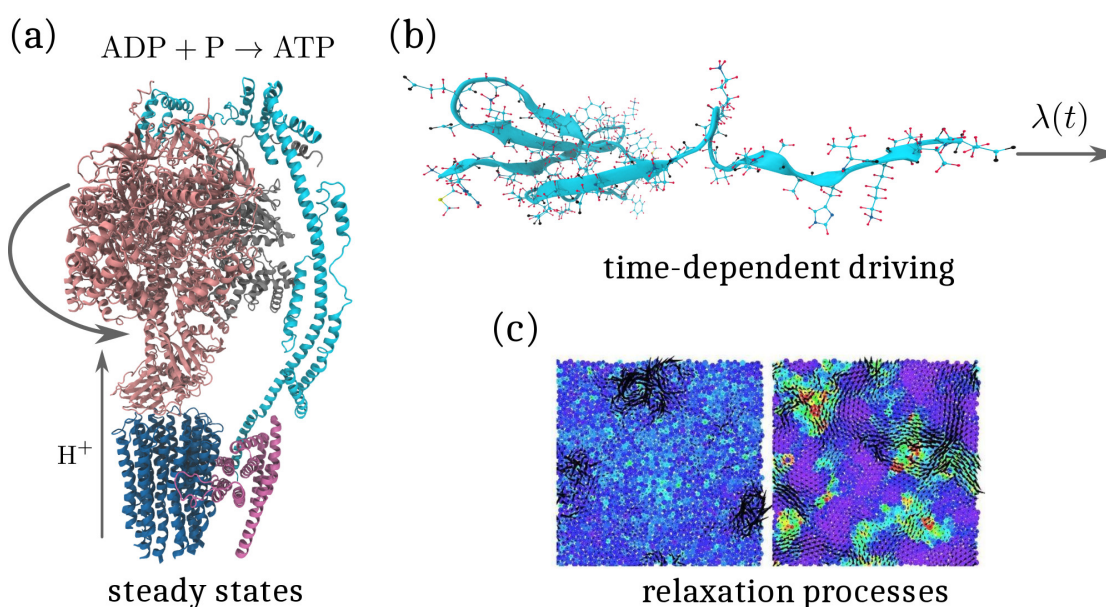 (a)
ADP + P → ATP
H⁺
steady states
(b)
λ(t)
time-dependent driving
(c)
relaxation processes